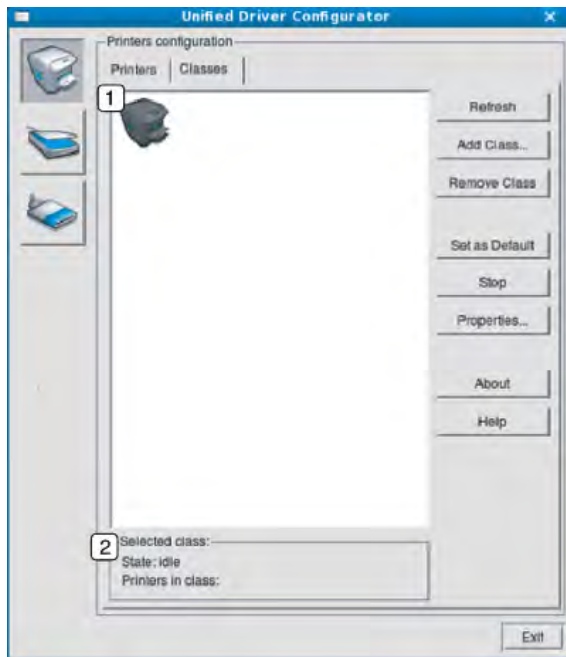 Unified Driver Configurator
Printers configuration
Printers
Classes
1
Refresh
Add Class...
Remove Class
Set as Default
Stop
Properties...
About
Help
2
Selected class:
State: idle
Printers in class:
Exit